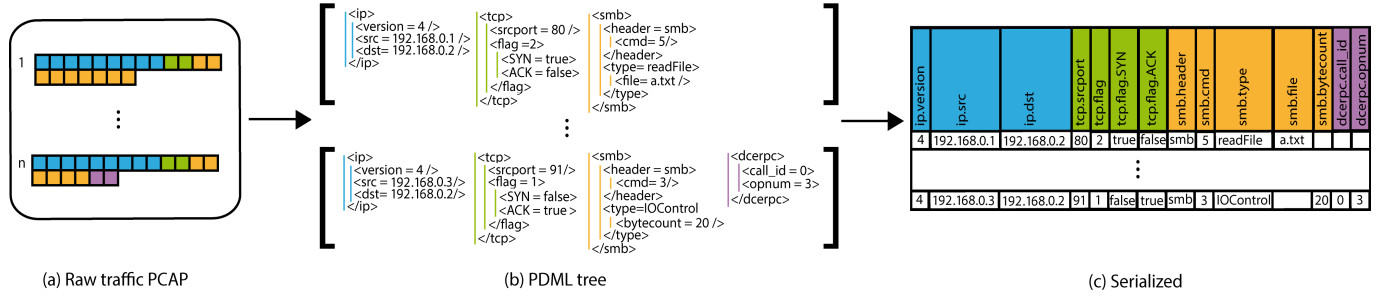 1
n
(a) Raw traffic PCAP
<ip>
<version = 4 />
<src = 192.168.0.1 />
<dst= 192.168.0.2 />
</ip>
<tcp>
<srcport = 80 />
<flag =2>
<SYN = true>
<ACK = false>
</flag>
</tcp>
<smb>
<header = smb>
<cmd= 5/>
</header>
<type= readFile>
<file= a.txt />
</type>
</smb>
<ip>
<version = 4/>
<src = 192.168.0.3/>
<dst= 192.168.0.2/>
</ip>
<tcp>
<srcport = 91/>
<flag = 1>
<SYN = false>
<ACK = true >
</flag>
</tcp>
<smb>
<header = smb>
<cmd= 3/>
</header>
<type=IOControl
<bytecount = 20 />
</type>
</smb>
<dcerpc>
<call_id = 0>
<opnum = 3>
</dcerpc>
(b) PDML tree
ip.version ip.src ip.dst tcp.srcport tcp.flag tcp.flag.SYN tcp.flag.ACK smb.header smb.cmd smb.type smb.file smb.bytecount dcerpc.call_id dcerpc.opnum
4 192.168.0.1 192.168.0.2 80 2 true false smb 5 readFile a.txt
4 192.168.0.3 192.168.0.2 91 1 false true smb 3 IOControl 20 0 3
(c) Serialized